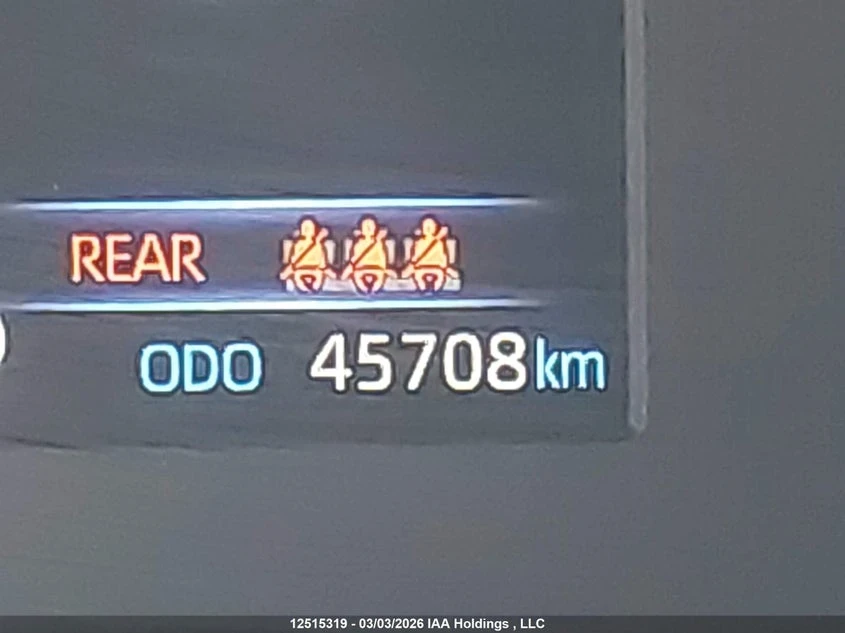 REAR
ODO 45708 km
12515319 - 03/03/2026 IAA Holdings , LLC